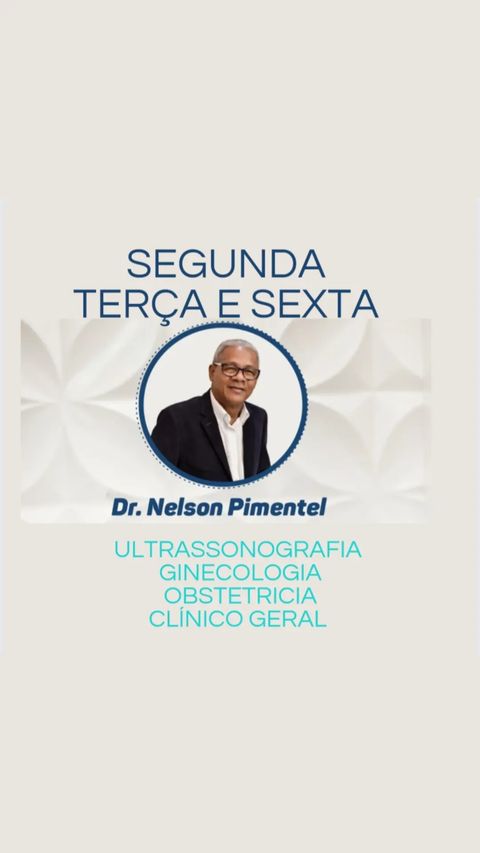 SEGUNDA
TERÇA E SEXTA
Dr. Nelson Pimentel
ULTRASSONOGRAFIA
GINECOLOGIA
OBSTETRICIA
CLÍNICO GERAL